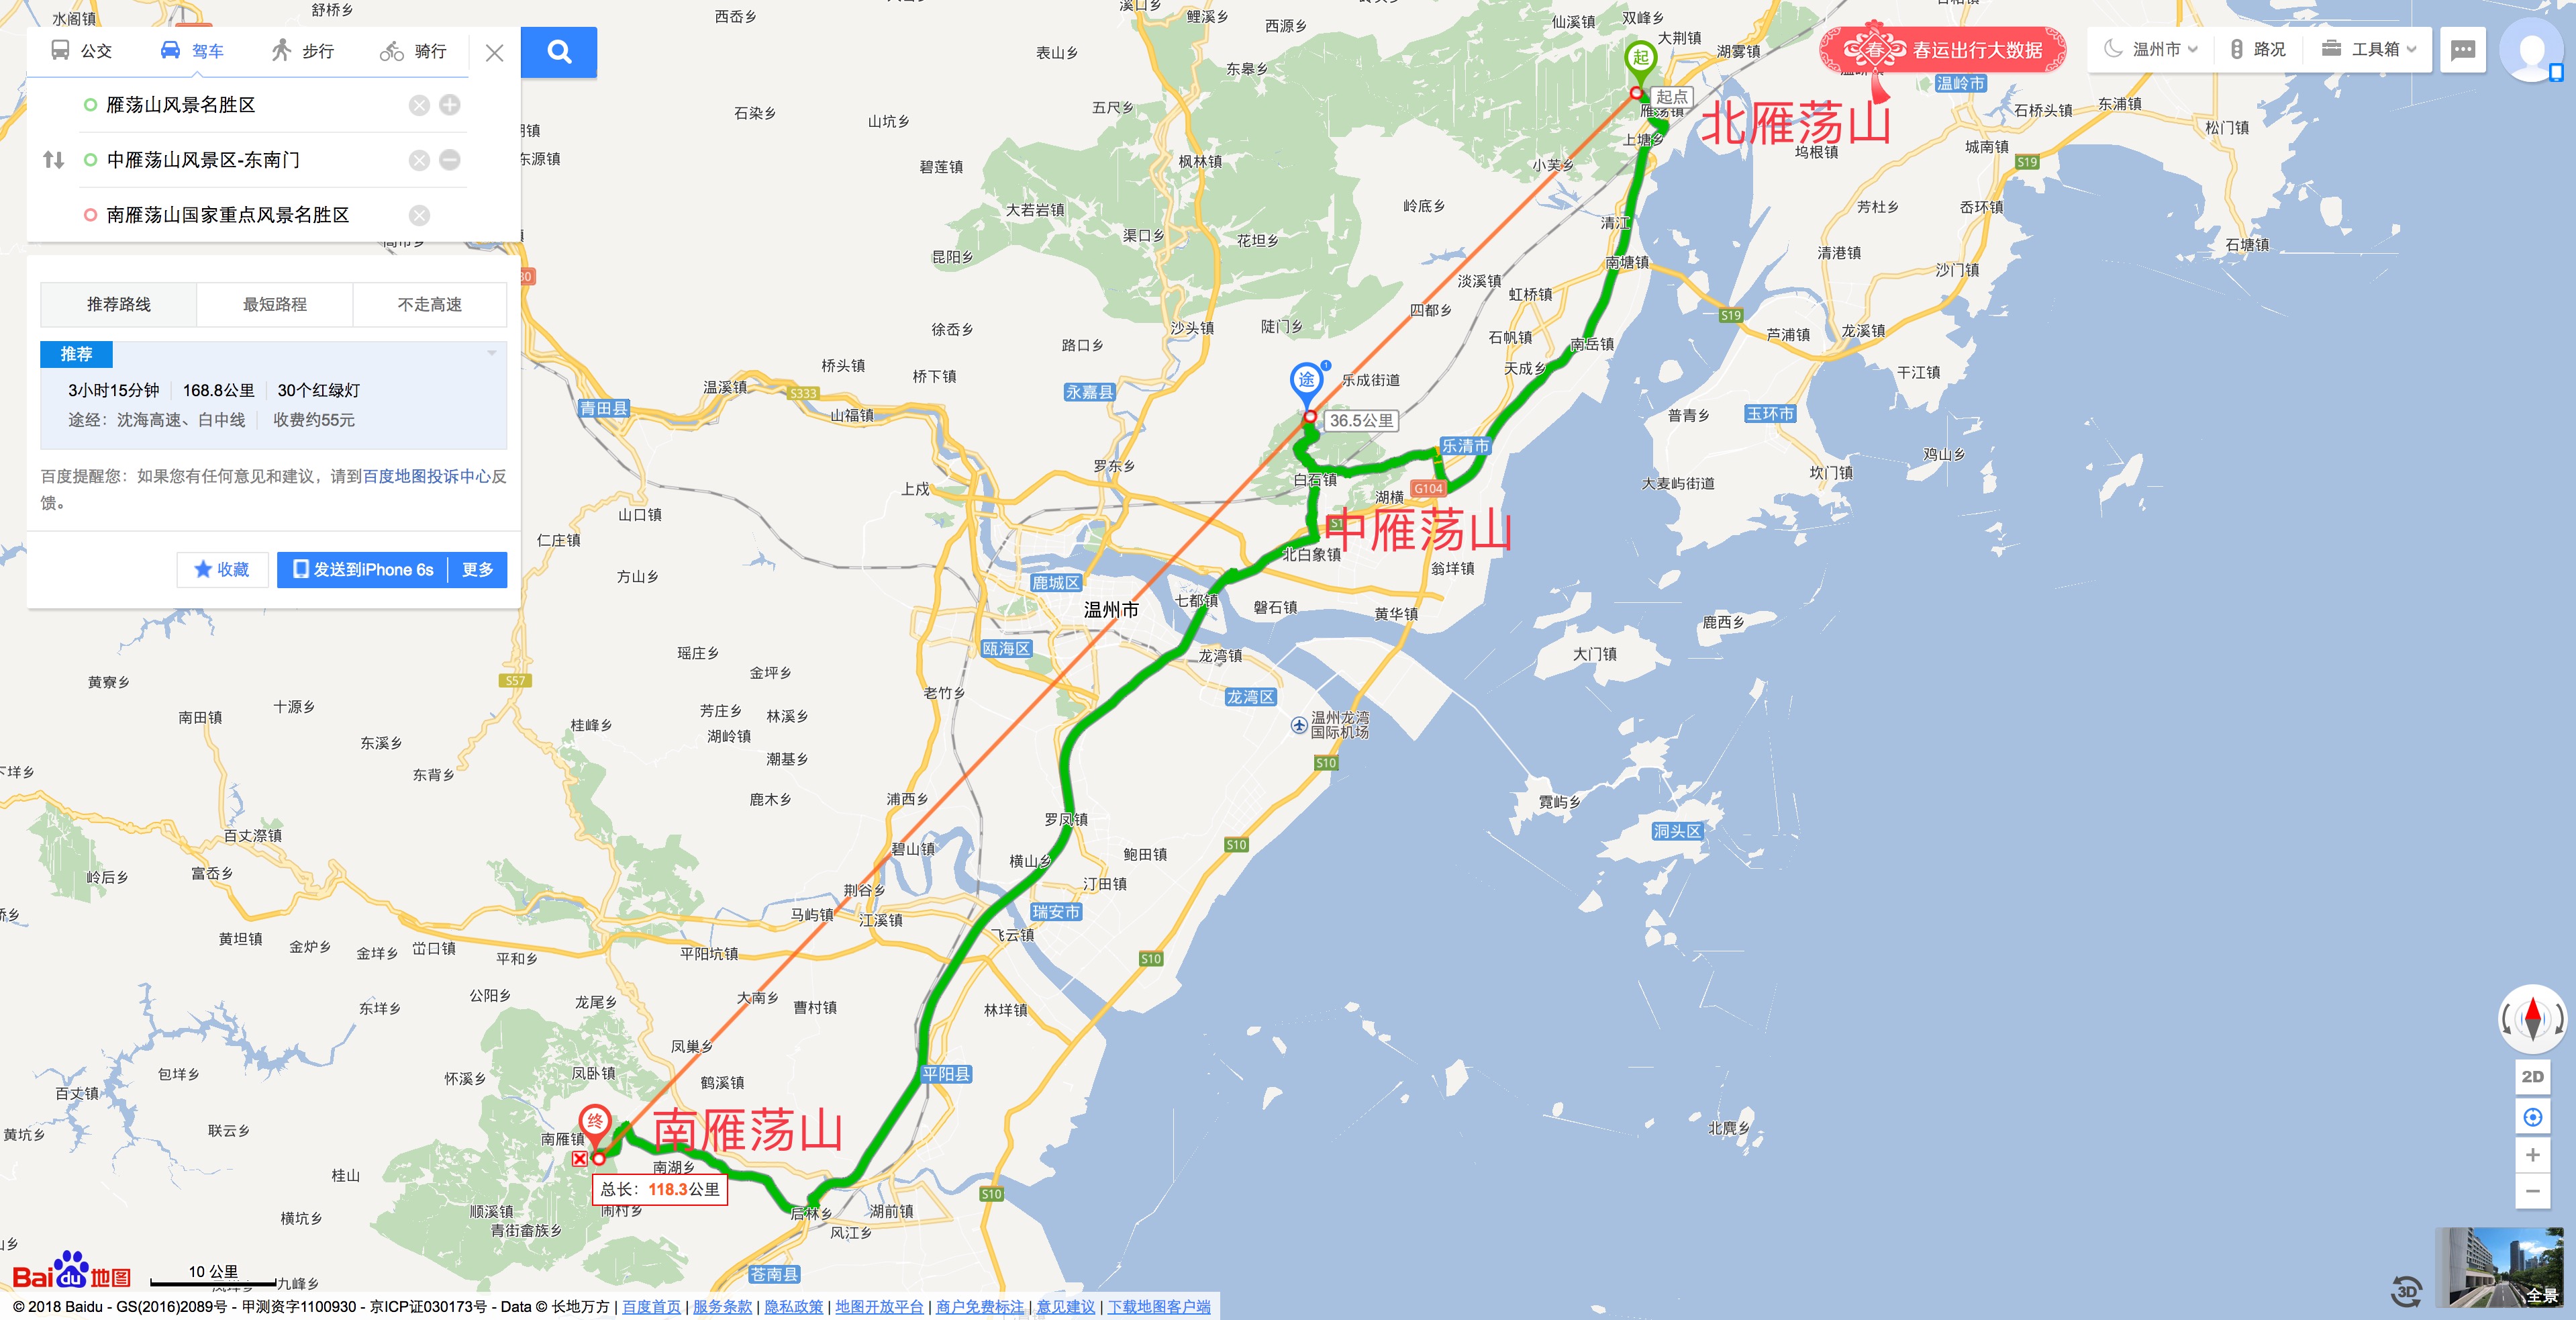 公交
驾车
步行
骑行
雁荡山风景名胜区
中雁荡山风景区-东南门
南雁荡山国家重点风景名胜区
推荐路线
最短路程
不走高速
推荐
3小时15分钟
168.8公里
30个红绿灯
途经：沈海高速、白中线
收费约55元
百度提醒您：如果您有任何意见和建议，请到百度地图投诉中心反
馈。
收藏
发送到iPhone 6s
更多
春
春运出行大数据
温州市
路况
工具箱
水阁镇
舒桥乡
西岙乡
溪口乡
鲤溪乡
西源乡
仙溪镇
双峰乡
大荆镇
湖雾镇
表山乡
东皋乡
起
起点
雁荡镇
北雁荡山
温岭市
石桥头镇
东浦镇
松门镇
石染乡
五尺乡
山坑乡
上塘乡
坞根镇
城南镇
S19
东源镇
碧莲镇
枫林镇
小芙乡
大若岩镇
岭底乡
芳杜乡
岙环镇
渠口乡
花坦乡
清江
清港镇
石塘镇
昆阳乡
南塘镇
沙门镇
淡溪镇
虹桥镇
四都乡
S19
徐岙乡
沙头镇
陡门乡
石帆镇
南岳镇
芦浦镇
龙溪镇
路口乡
桥头镇
桥下镇
天成乡
干江镇
温溪镇
S333
永嘉县
途
1
乐成街道
青田县
山福镇
36.5公里
普青乡
玉环市
乐清市
鸡山乡
罗东乡
白石镇
坎门镇
上戍
G104
湖横
大麦屿街道
山口镇
中雁荡山
仁庄镇
北白象镇
翁垟镇
方山乡
鹿城区
温州市
七都镇
磐石镇
黄华镇
鹿西乡
瓯海区
龙湾镇
大门镇
瑶庄乡
金坪乡
黄寮乡
S57
老竹乡
龙湾区
南田镇
十源乡
桂峰乡
芳庄乡
林溪乡
温州龙湾
国际机场
东溪乡
湖岭镇
潮基乡
S10
东背乡
鹿木乡
浦西乡
霓屿乡
罗凤镇
洞头区
百丈漈镇
碧山镇
横山乡
鲍田镇
S10
岭后乡
富岙乡
荆谷乡
汀田镇
马屿镇
江溪镇
瑞安市
黄坦镇
金炉乡
金垟乡
峃口镇
平和乡
平阳坑镇
飞云镇
S10
公阳乡
龙尾乡
大南乡
曹村镇
林垟镇
东垟乡
凤巢乡
包垟乡
怀溪乡
凤卧镇
鹤溪镇
平阳县
百丈镇
终
南雁荡山
黄坑乡
联云乡
南雁镇
北麂乡
桂山
南湖乡
总长：118.3公里
S10
横坑乡
顺溪镇
闹村乡
后林乡
湖前镇
青街畲族乡
凤江乡
苍南县
九峰乡
2D
3D
全景
Bai du 地图
10 公里
© 2018 Baidu - GS(2016)2089号 - 甲测资字1100930 - 京ICP证030173号 - Data © 长地万方 | 百度首页 | 服务条款 | 隐私政策 | 地图开放平台 | 商户免费标注 | 意见建议 | 下载地图客户端